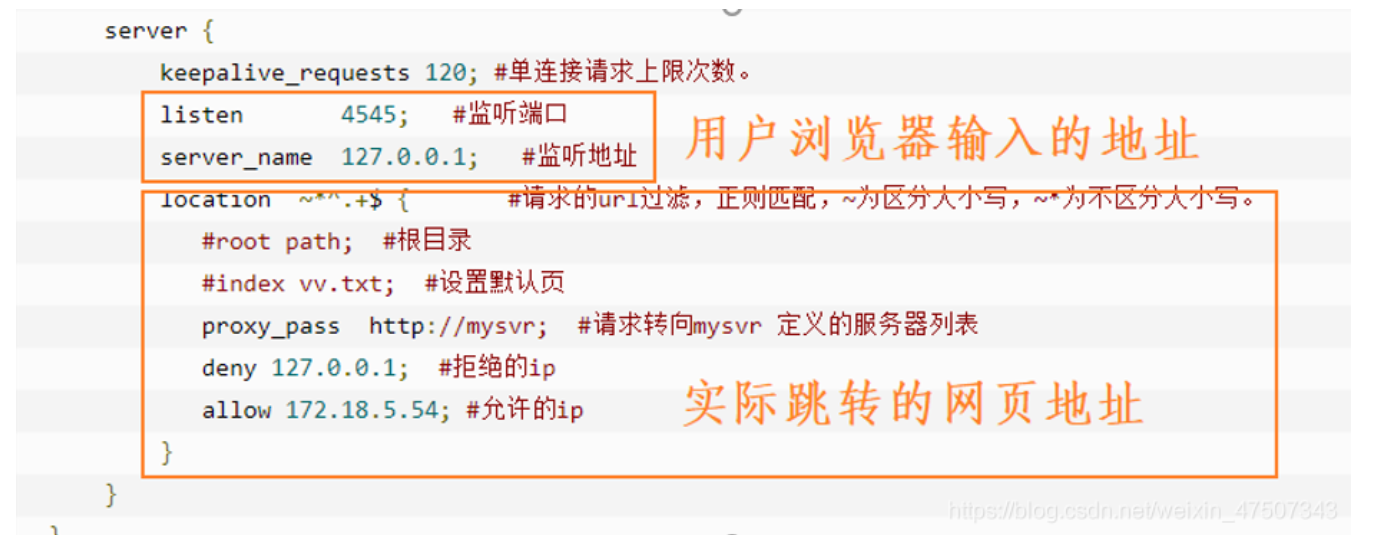 server {
keepalive_requests 120; #单连接请求上限次数。
listen 4545; #监听端口
server_name 127.0.0.1; #监听地址
用户浏览器输入的地址
location ~*^.+$ { #请求的url过滤，正则匹配，~为区分大小写，~*为不区分大小写。
#root path; #根目录
#index vv.txt; #设置默认页
proxy_pass http://mysvr; #请求转向mysvr 定义的服务器列表
deny 127.0.0.1; #拒绝的ip
allow 172.18.5.54; #允许的ip
实际跳转的网页地址
}
}
}
https://blog.csdn.net/weixin_47507343